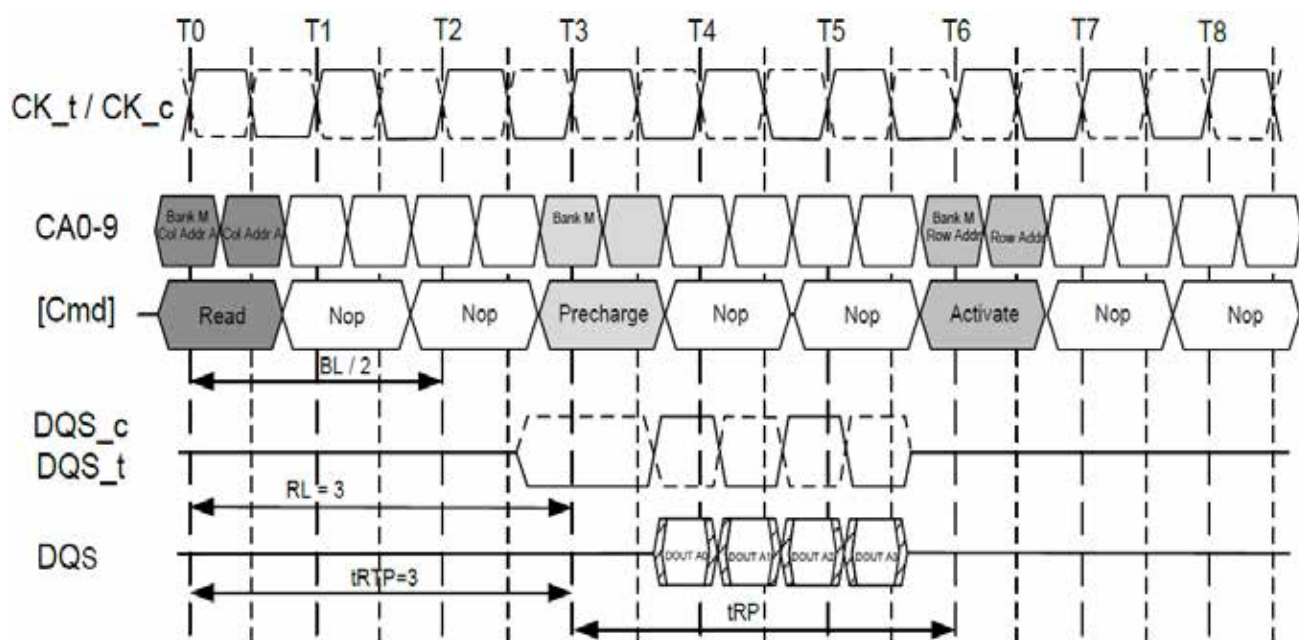 T0 T1 T2 T3 T4 T5 T6 T7 T8
CK_t / CK_c
CA0-9
Bank M
Col Addr A
Col Addr A
Bank M
Bank M
Row Addr
Row Addr
[Cmd]
Read Nop Nop Precharge Nop Nop Activate Nop Nop
BL / 2
DQS_c
DQS_t
RL = 3
DQS
DOUT A0 DOUT A1 DOUT A2 DOUT A3
tRTP=3
tRP